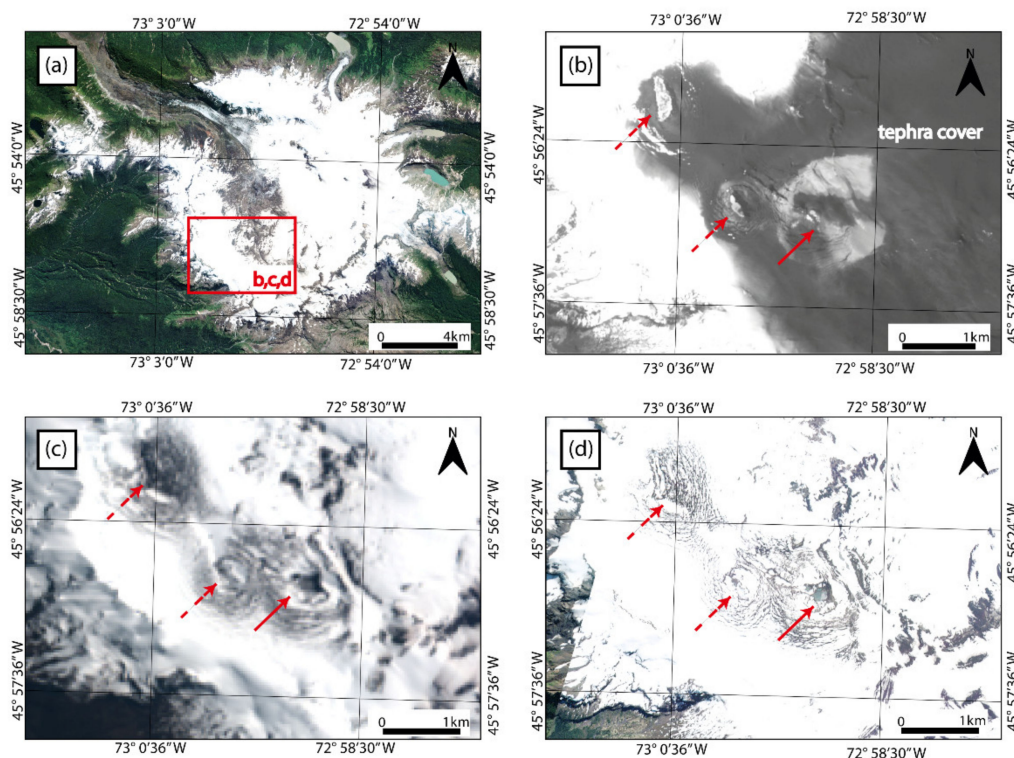 73° 3'0"W 72° 54'0"W
(a)
N
45° 54'0"W
45° 54'0"W
b,c,d
45° 58'30"W
45° 58'30"W
0 4km
73° 3'0"W 72° 54'0"W
73° 0'36"W 72° 58'30"W
(b)
N
tephra cover
45° 56'24"W
45° 56'24"W
45° 57'36"W
45° 57'36"W
0 1km
73° 0'36"W 72° 58'30"W
73° 0'36"W 72° 58'30"W
(c)
N
45° 56'24"W
45° 56'24"W
45° 57'36"W
45° 57'36"W
0 1km
73° 0'36"W 72° 58'30"W
73° 0'36"W 72° 58'30"W
(d)
N
45° 56'24"W
45° 56'24"W
45° 57'36"W
45° 57'36"W
0 1km
73° 0'36"W 72° 58'30"W